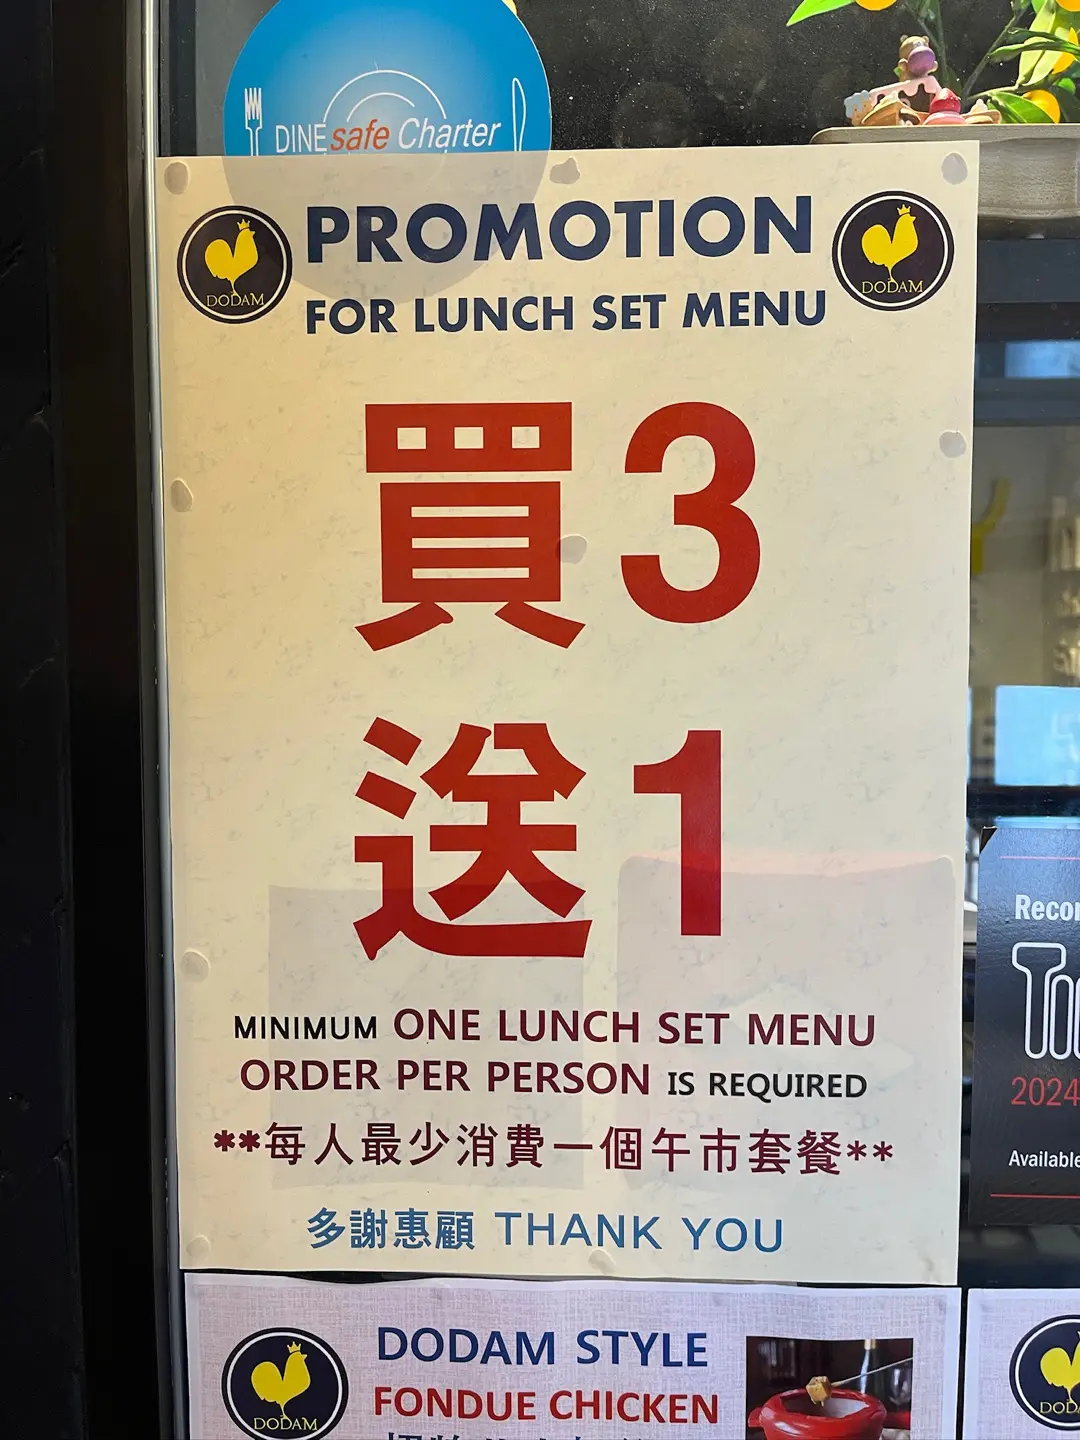 DINEsafe Charter
PROMOTION
FOR LUNCH SET MENU
DODAM
DODAM
買3
送1
MINIMUM ONE LUNCH SET MENU
ORDER PER PERSON IS REQUIRED
**每人最少消費一個午市套餐**
多謝惠顧 THANK YOU
2024
Available
DODAM STYLE
FONDUE CHICKEN
DODAM